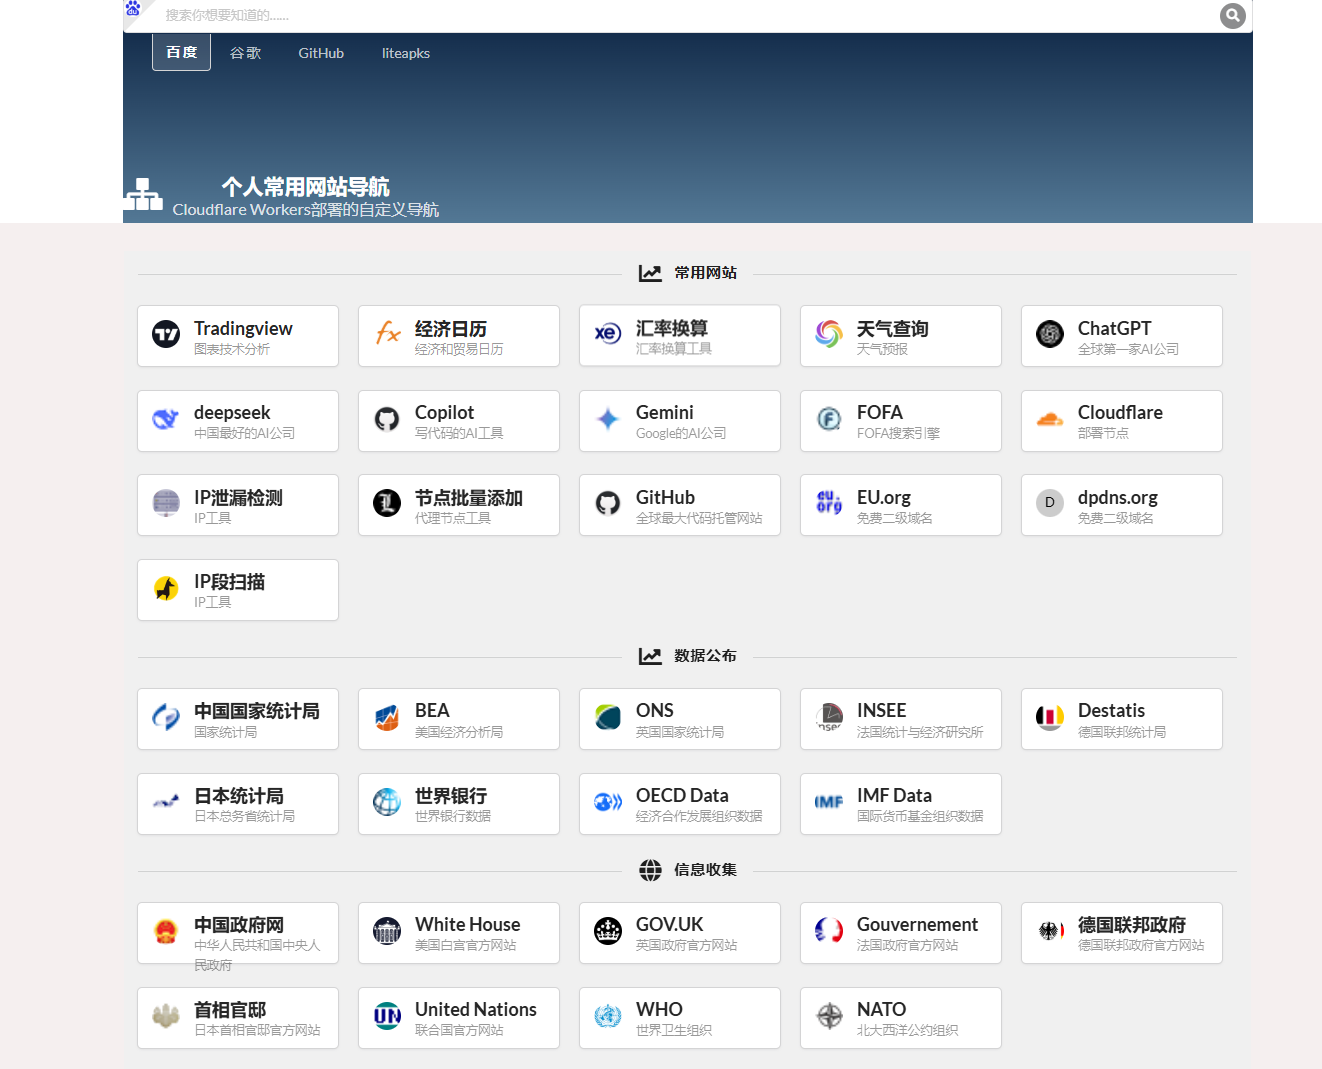 搜索你想要知道的……
百度 谷歌 GitHub liteapks
个人常用网站导航
Cloudflare Workers部署的自定义导航
常用网站
Tradingview
图表技术分析
经济日历
经济和贸易日历
汇率换算
汇率换算工具
天气查询
天气预报
ChatGPT
全球第一家AI公司
deepseek
中国最好的AI公司
Copilot
写代码的AI工具
Gemini
Google的AI公司
FOFA
FOFA搜索引擎
Cloudflare
部署节点
IP泄漏检测
IP工具
节点批量添加
代理节点工具
GitHub
全球最大代码托管网站
eu.
org
EU.org
免费二级域名
D
dpdns.org
免费二级域名
IP段扫描
IP工具
数据公布
中国国家统计局
国家统计局
BEA
美国经济分析局
ONS
英国国家统计局
INSEE
法国统计与经济研究所
Destatis
德国联邦统计局
日本统计局
日本总务省统计局
世界银行
世界银行数据
OECD Data
经济合作发展组织数据
IMF
IMF Data
国际货币基金组织数据
信息收集
中国政府网
中华人民共和国中央人
民政府
White House
美国白宫官方网站
GOV.UK
英国政府官方网站
Gouvernement
法国政府官方网站
德国联邦政府
德国联邦政府官方网站
首相官邸
日本首相官邸官方网站
UN
United Nations
联合国官方网站
WHO
世界卫生组织
NATO
北大西洋公约组织